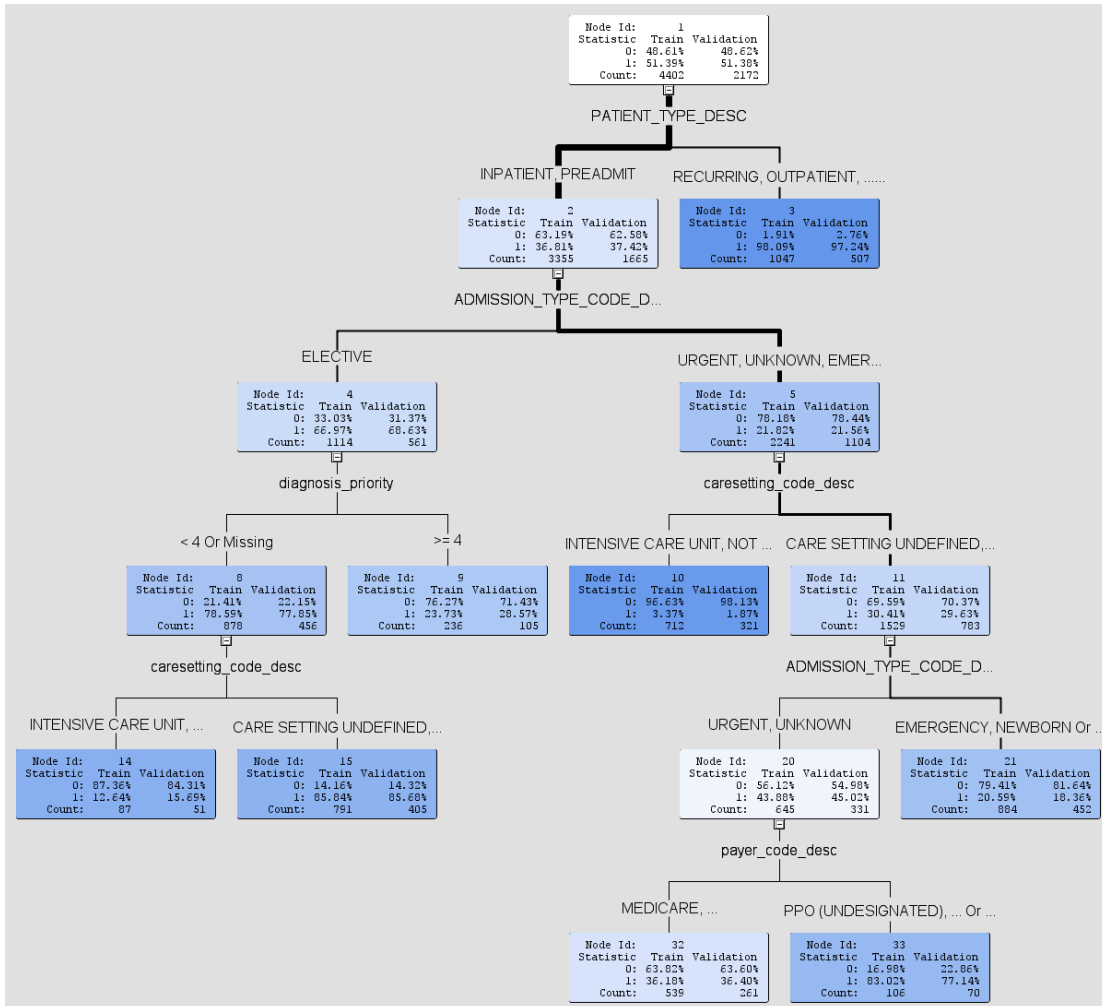 Node Id: 1
Statistic Train Validation
0: 48.61% 48.62%
1: 51.39% 51.38%
Count: 4402 2172
PATIENT_TYPE_DESC
INPATIENT, PREADMIT
RECURRING, OUTPATIENT, ......
Node Id: 2
Statistic Train Validation
0: 63.19% 62.58%
1: 36.81% 37.42%
Count: 3355 1665
Node Id: 3
Statistic Train Validation
0: 1.91% 2.76%
1: 98.09% 97.24%
Count: 1047 507
ADMISSION_TYPE_CODE_D...
ELECTIVE
URGENT, UNKNOWN, EMER...
Node Id: 4
Statistic Train Validation
0: 33.03% 31.37%
1: 66.97% 68.63%
Count: 1114 561
Node Id: 5
Statistic Train Validation
0: 78.18% 78.44%
1: 21.82% 21.56%
Count: 2241 1104
diagnosis_priority
caresetting_code_desc
< 4 Or Missing
>= 4
INTENSIVE CARE UNIT, NOT ...
CARE SETTING UNDEFINED,...
Node Id: 8
Statistic Train Validation
0: 21.41% 22.15%
1: 78.59% 77.85%
Count: 878 456
Node Id: 9
Statistic Train Validation
0: 76.27% 71.43%
1: 23.73% 28.57%
Count: 236 105
Node Id: 10
Statistic Train Validation
0: 96.63% 98.13%
1: 3.37% 1.87%
Count: 712 321
Node Id: 11
Statistic Train Validation
0: 69.59% 70.37%
1: 30.41% 29.63%
Count: 1529 783
caresetting_code_desc
ADMISSION_TYPE_CODE_D...
INTENSIVE CARE UNIT, ...
CARE SETTING UNDEFINED,...
URGENT, UNKNOWN
EMERGENCY, NEWBORN Or ..
Node Id: 14
Statistic Train Validation
0: 87.36% 84.31%
1: 12.64% 15.69%
Count: 87 51
Node Id: 15
Statistic Train Validation
0: 14.16% 14.32%
1: 85.84% 85.68%
Count: 791 405
Node Id: 20
Statistic Train Validation
0: 56.12% 54.98%
1: 43.88% 45.02%
Count: 645 331
Node Id: 21
Statistic Train Validation
0: 79.41% 81.64%
1: 20.59% 18.36%
Count: 884 452
payer_code_desc
MEDICARE, ...
PPO (UNDESIGNATED), ... Or ...
Node Id: 32
Statistic Train Validation
0: 63.82% 63.60%
1: 36.18% 36.40%
Count: 539 261
Node Id: 33
Statistic Train Validation
0: 16.98% 22.86%
1: 83.02% 77.14%
Count: 106 70